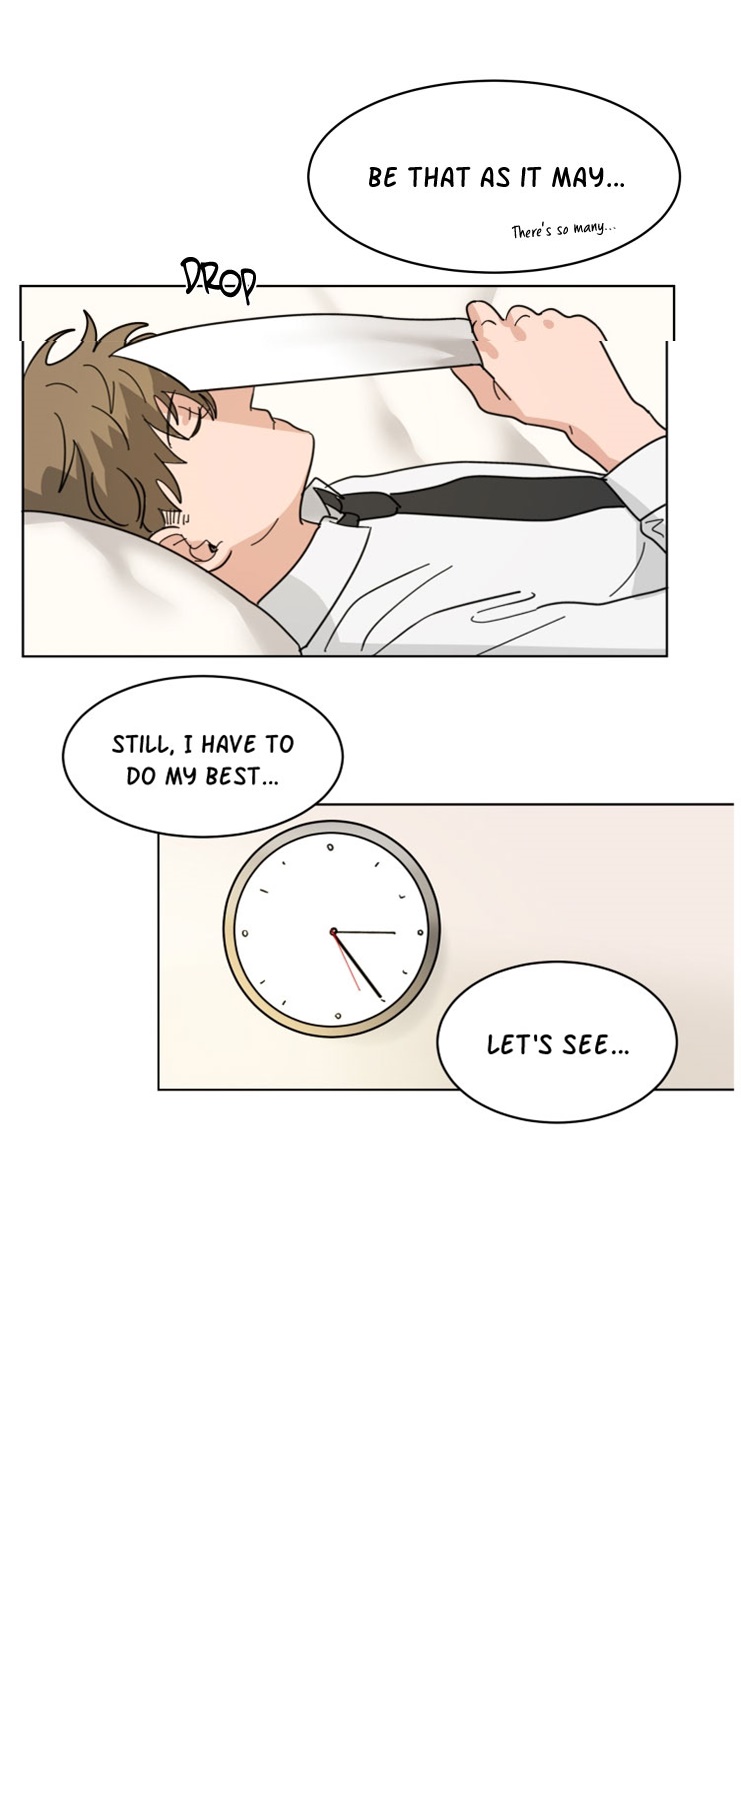 BE THAT AS IT MAY...
There's so many...
DROP
STILL, I HAVE TO
DO MY BEST...
LET'S SEE...